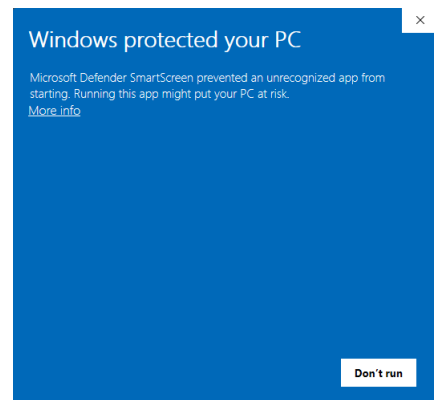 Windows protected your PC
Microsoft Defender SmartScreen prevented an unrecognized app from
starting. Running this app might put your PC at risk.
More info
Don't run